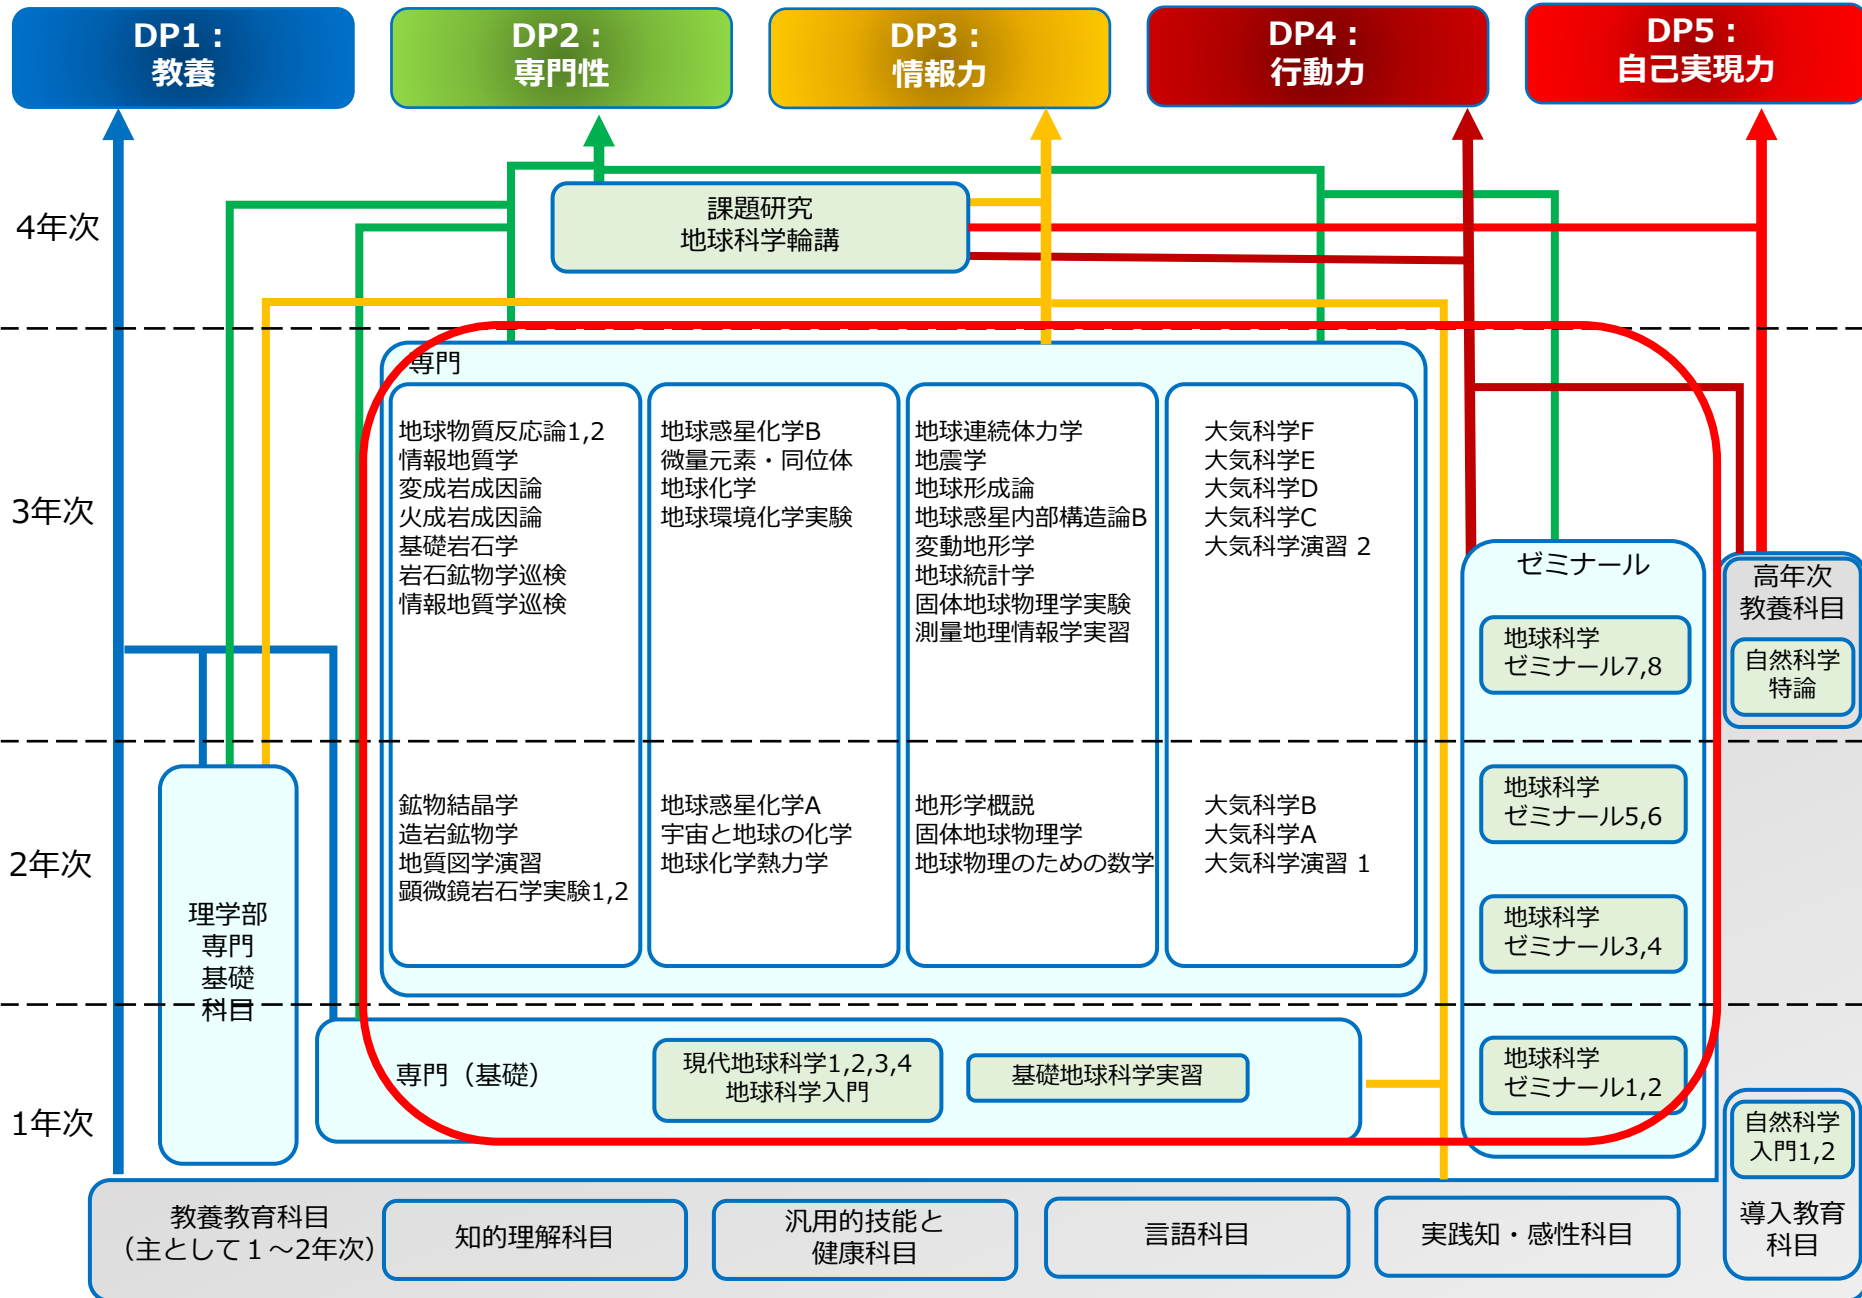 DP1：
教養
DP2：
専門性
DP3：
情報力
DP4：
行動力
DP5：
自己実現力
4年次
課題研究
地球科学輪講
3年次
専門
地球物質反応論1,2
情報地質学
変成岩成因論
火成岩成因論
基礎岩石学
岩石鉱物学巡検
情報地質学巡検
地球惑星化学B
微量元素・同位体
地球化学
地球環境化学実験
地球連続体力学
地震学
地球形成論
地球惑星内部構造論B
変動地形学
地球統計学
固体地球物理学実験
測量地理情報学実習
大気科学F
大気科学E
大気科学D
大気科学C
大気科学演習 2
ゼミナール
地球科学
ゼミナール7,8
高年次
教養科目
自然科学
特論
2年次
理学部
専門
基礎
科目
鉱物結晶学
造岩鉱物学
地質図学演習
顕微鏡岩石学実験1,2
地球惑星化学A
宇宙と地球の化学
地球化学熱力学
地形学概説
固体地球物理学
地球物理のための数学
大気科学B
大気科学A
大気科学演習 1
地球科学
ゼミナール5,6
地球科学
ゼミナール3,4
1年次
専門（基礎）
現代地球科学1,2,3,4
地球科学入門
基礎地球科学実習
地球科学
ゼミナール1,2
自然科学
入門1,2
導入教育
科目
教養教育科目
（主として１～2年次）
知的理解科目
汎用的技能と
健康科目
言語科目
実践知・感性科目